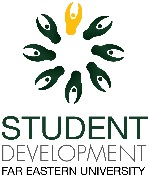 STUDENT
DEVELOPMENT
FAR EASTERN UNIVERSITY